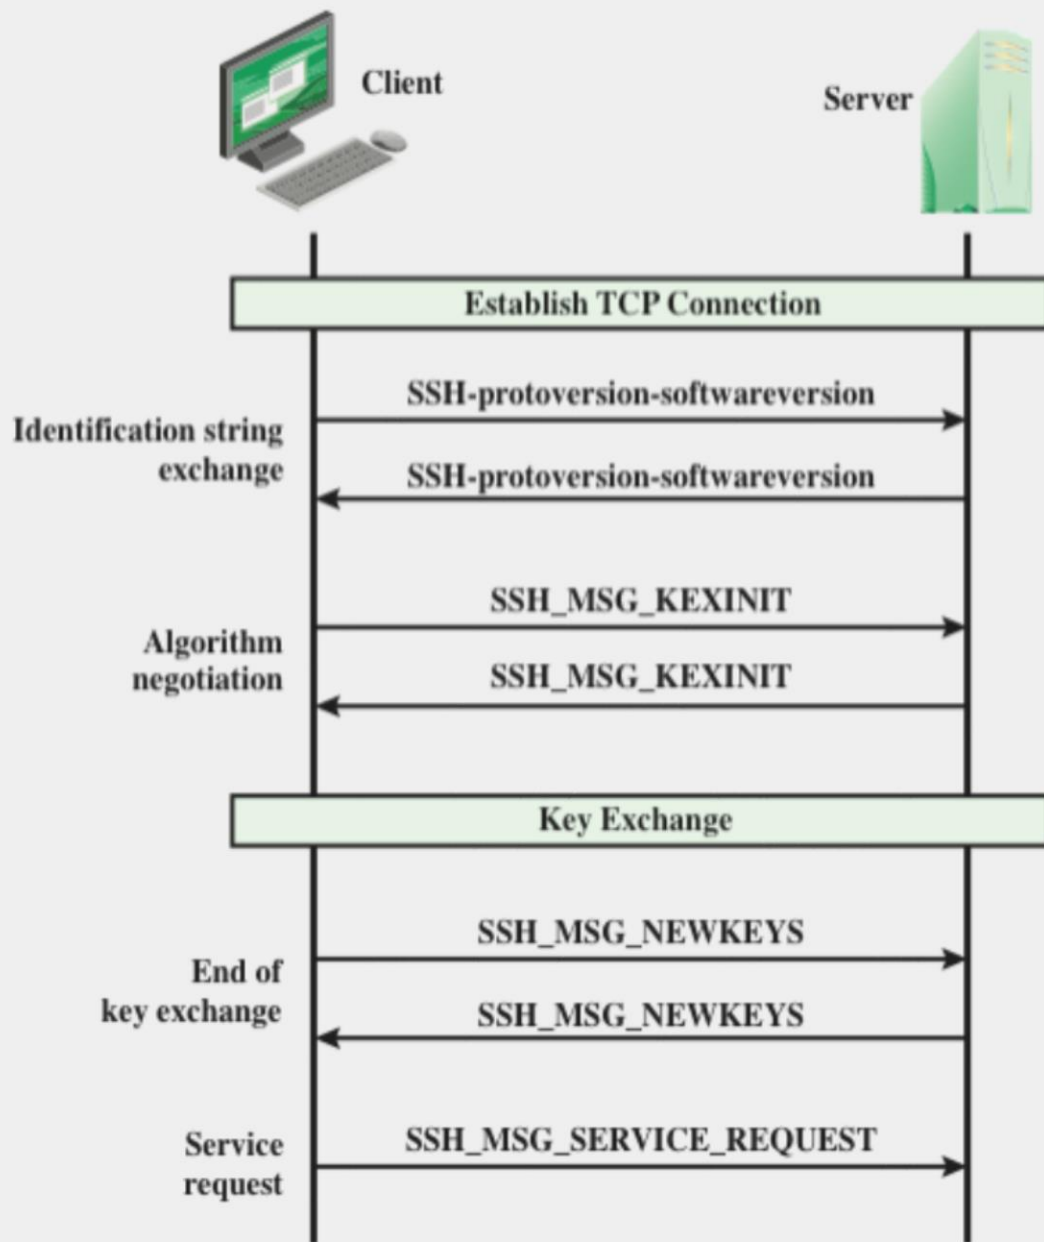 Client
Server
Establish TCP Connection
SSH-protoversion-softwareversion
Identification string
exchange
SSH-protoversion-softwareversion
SSH_MSG_KEXINIT
Algorithm
negotiation
SSH_MSG_KEXINIT
Key Exchange
SSH_MSG_NEWKEYS
End of
key exchange
SSH_MSG_NEWKEYS
Service
request
SSH_MSG_SERVICE_REQUEST